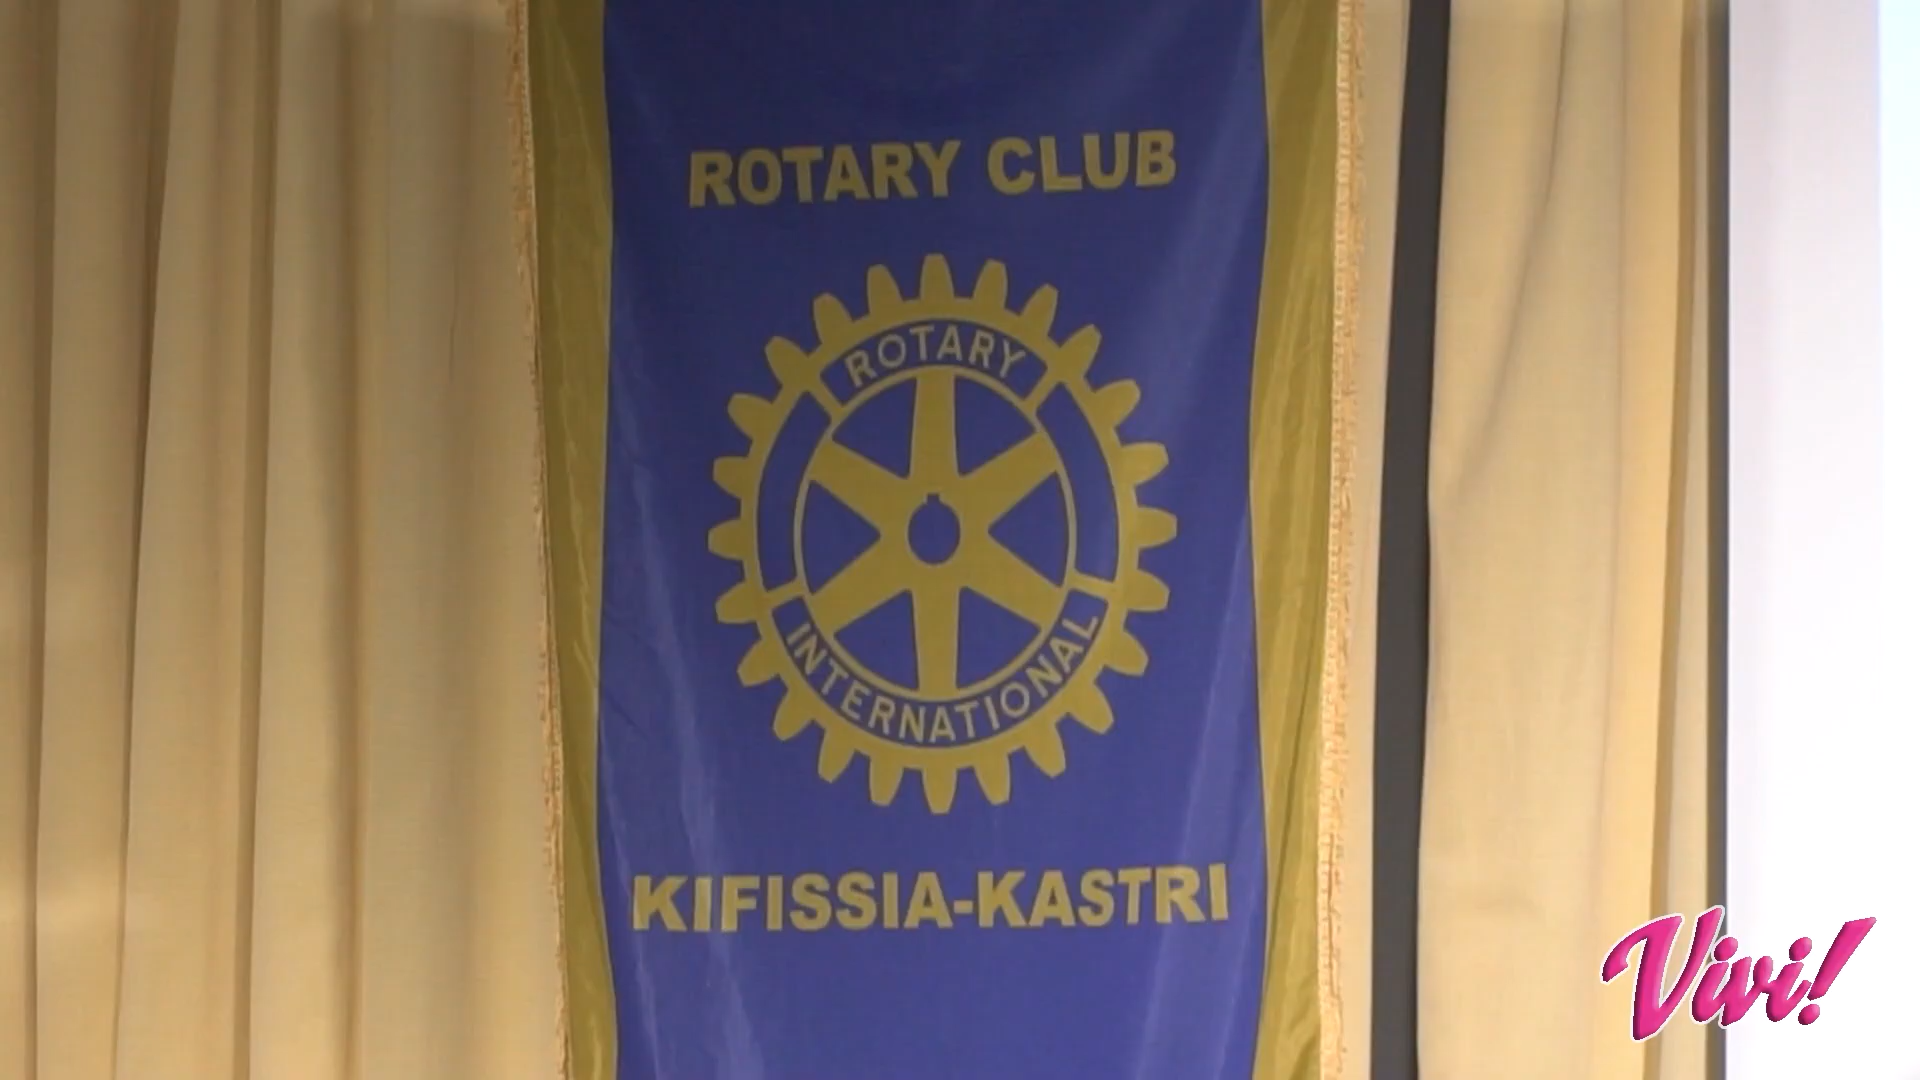 ROTARY CLUB
ROTARY
INTERNATIONAL
KIFISSIA-KASTRI
Vivi!